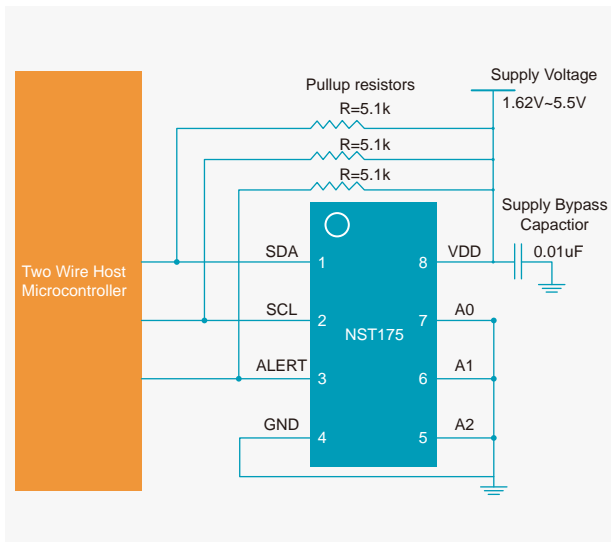 Supply Voltage
1.62V~5.5V
Pullup resistors
R=5.1k
R=5.1k
R=5.1k
Supply Bypass
Capactior
0.01uF
Two Wire Host
Microcontroller
SDA
1
8
VDD
SCL
2
7
A0
NST175
ALERT
3
6
A1
GND
4
5
A2